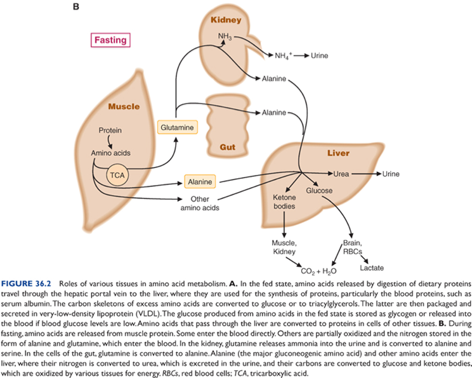 B
Fasting
Kidney
NH3
NH4+
Urine
Alanine
Muscle
Protein
Amino acids
TCA
Glutamine
Gut
Alanine
Alanine
Other
amino acids
Liver
Urea
Urine
Ketone
bodies
Glucose
Muscle,
Kidney
Brain,
RBCs
CO2 + H2O
Lactate
FIGURE 36.2 Roles of various tissues in amino acid metabolism. A. In the fed state, amino acids released by digestion of dietary proteins
travel through the hepatic portal vein to the liver, where they are used for the synthesis of proteins, particularly the blood proteins, such as
serum albumin. The carbon skeletons of excess amino acids are converted to glucose or to triacylglycerols. The latter are then packaged and
secreted in very-low-density lipoprotein (VLDL). The glucose produced from amino acids in the fed state is stored as glycogen or released into
the blood if blood glucose levels are low. Amino acids that pass through the liver are converted to proteins in cells of other tissues. B. During
fasting, amino acids are released from muscle protein. Some enter the blood directly. Others are partially oxidized and the nitrogen stored in the
form of alanine and glutamine, which enter the blood. In the kidney, glutamine releases ammonia into the urine and is converted to alanine and
serine. In the cells of the gut, glutamine is converted to alanine. Alanine (the major gluconeogenic amino acid) and other amino acids enter the
liver, where their nitrogen is converted to urea, which is excreted in the urine, and their carbons are converted to glucose and ketone bodies,
which are oxidized by various tissues for energy. RBCs, red blood cells; TCA, tricarboxylic acid.